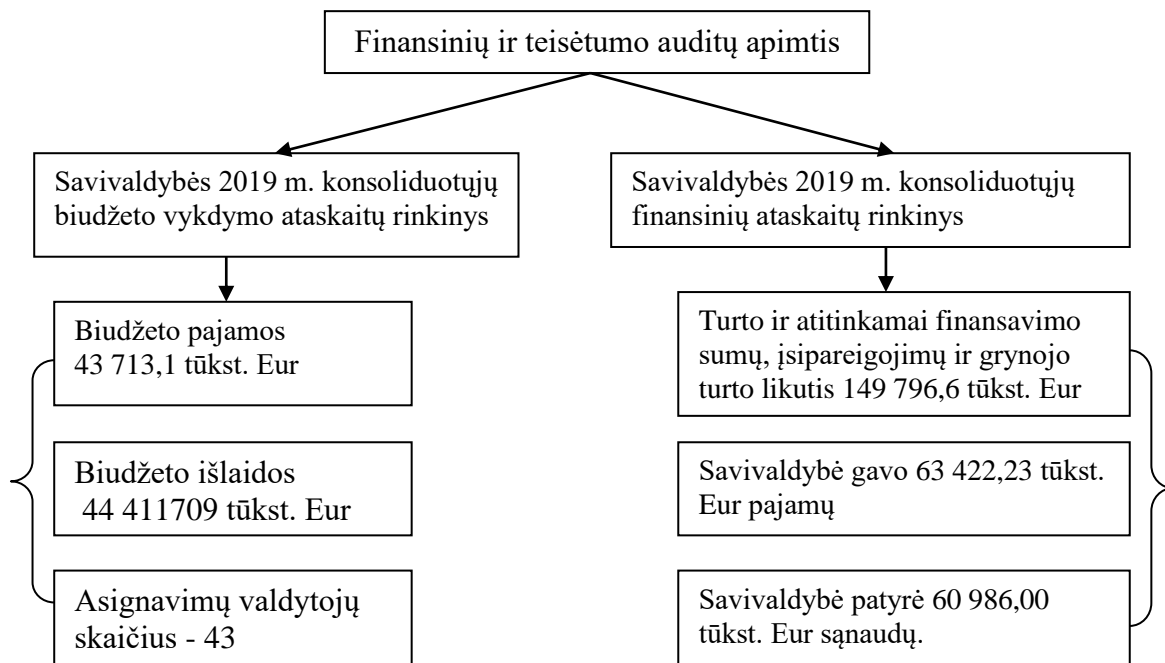 Finansinių ir teisėtumo auditų apimtis
Savivaldybės 2019 m. konsoliduotųjų
biudžeto vykdymo ataskaitų rinkinys
Savivaldybės 2019 m. konsoliduotųjų
finansinių ataskaitų rinkinys
Biudžeto pajamos
43 713,1 tūkst. Eur
Biudžeto išlaidos
44 411709 tūkst. Eur
Asignavimų valdytojų
skaičius - 43
Turto ir atitinkamai finansavimo
sumų, įsipareigojimų ir grynojo
turto likutis 149 796,6 tūkst. Eur
Savivaldybė gavo 63 422,23 tūkst.
Eur pajamų
Savivaldybė patyrė 60 986,00
tūkst. Eur sąnaudų.